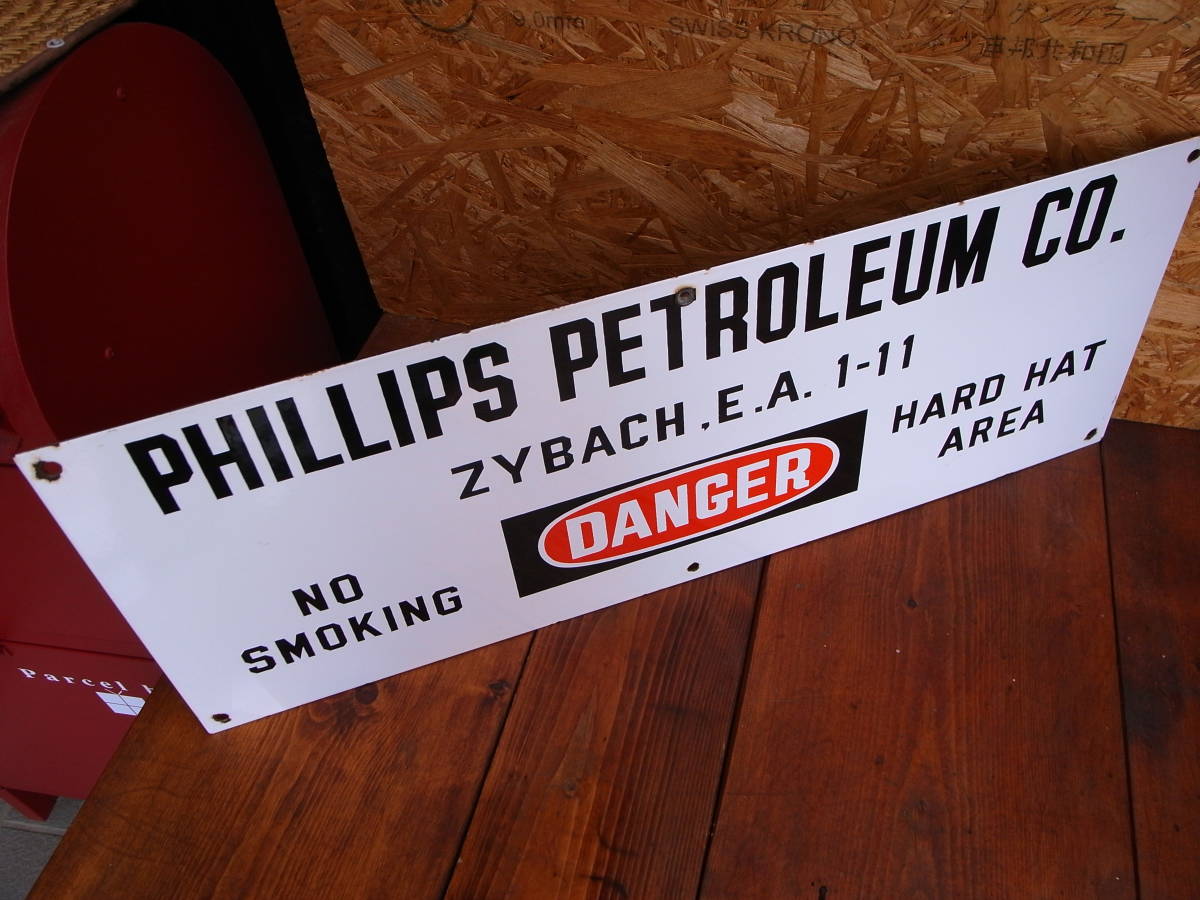 9.0mm SWISS KRONO
連邦共和国
PHILLIPS PETROLEUM CO.
ZYBACH, E.A. 1-11
DANGER
HARD HAT
AREA
NO
SMOKING
Parcel